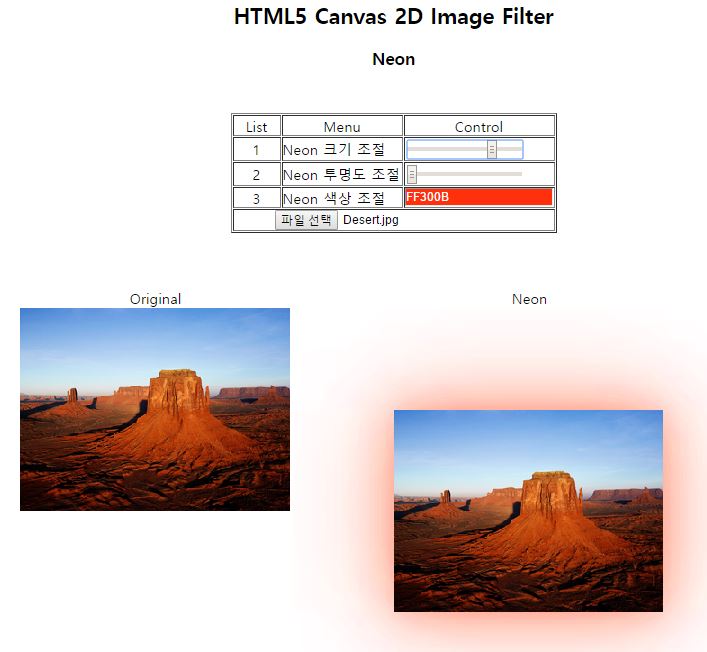 HTML5 Canvas 2D Image Filter
Neon
List Menu Control
1 Neon 크기 조절
2 Neon 투명도 조절
3 Neon 색상 조절 FF300B
파일 선택 Desert.jpg
Original Neon